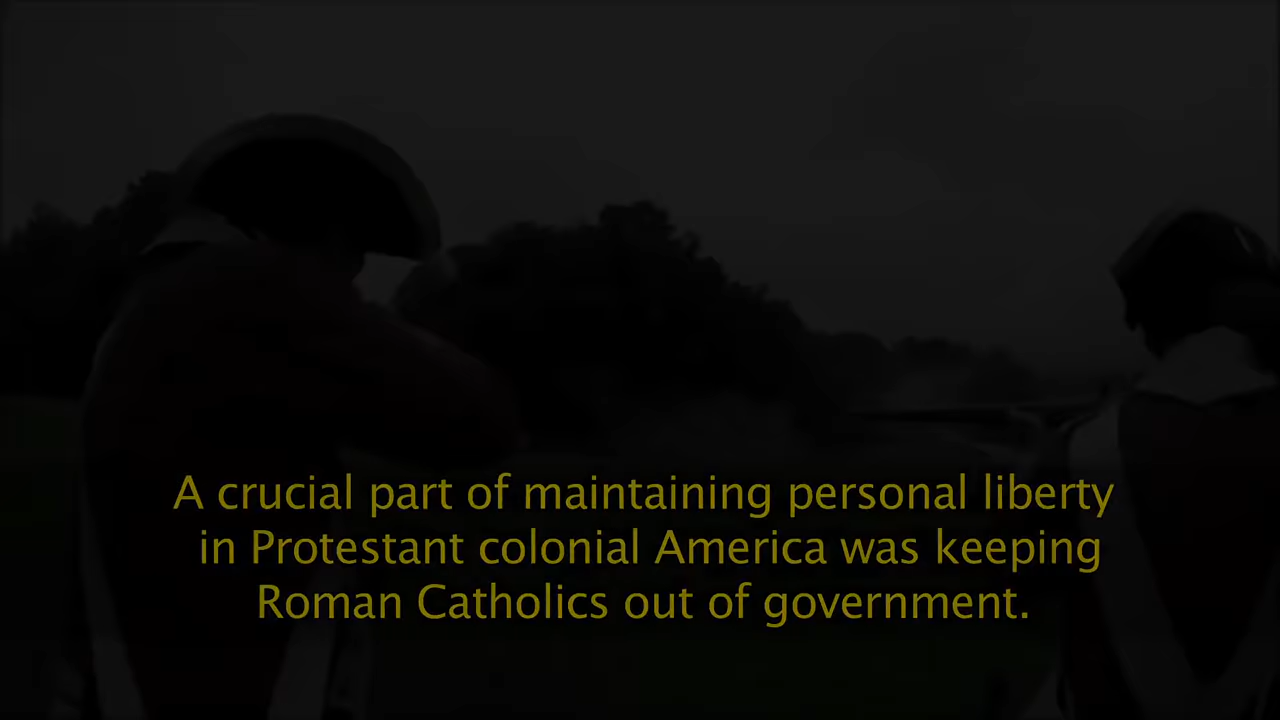 A crucial part of maintaining personal liberty
in Protestant colonial America was keeping
Roman Catholics out of government.